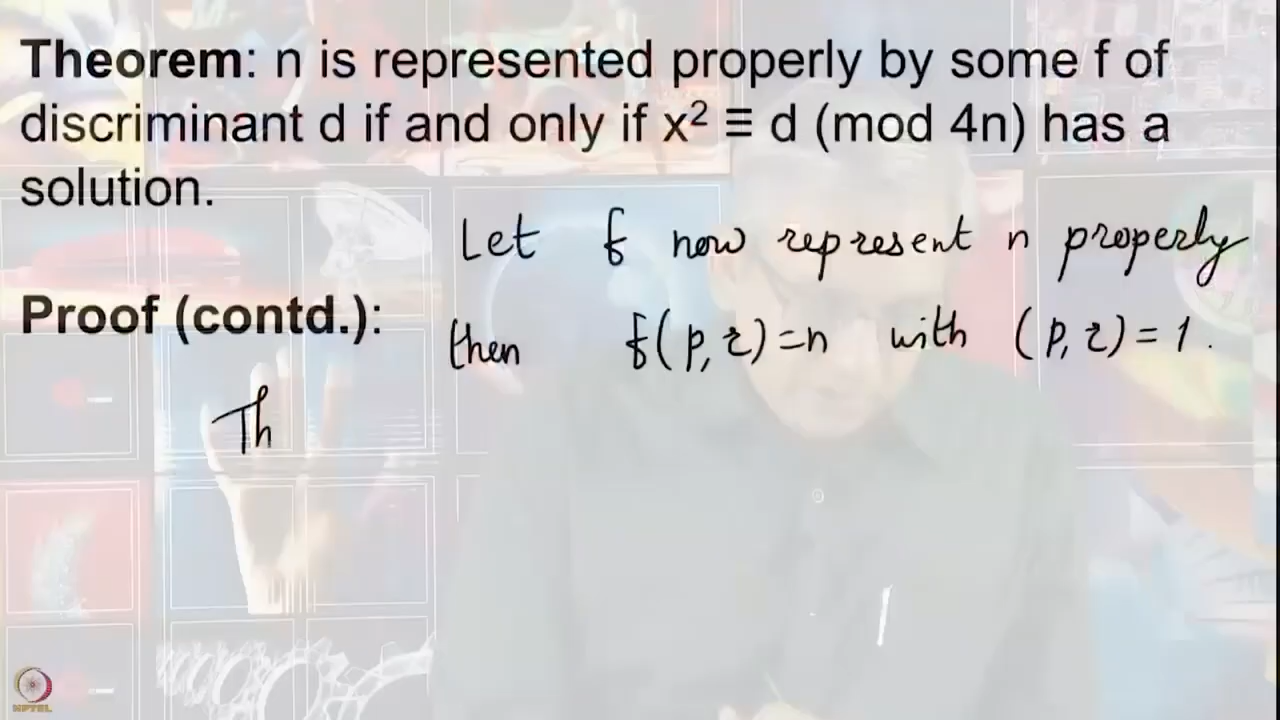 Theorem: n is represented properly by some f of
discriminant d if and only if x² ≡ d (mod 4n) has a
solution.
Let f now represent n properly
Proof (contd.):
then f(p, r) = n with (p, r) = 1.
Th
NPTEL